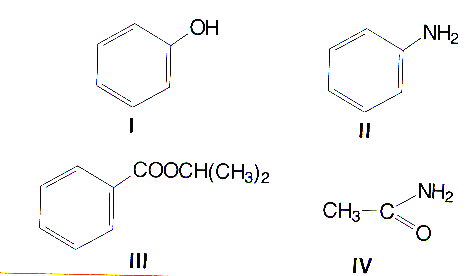 OH
I
NH2
II
COOCH(CH3)2
III
CH3-C
NH2
O
IV